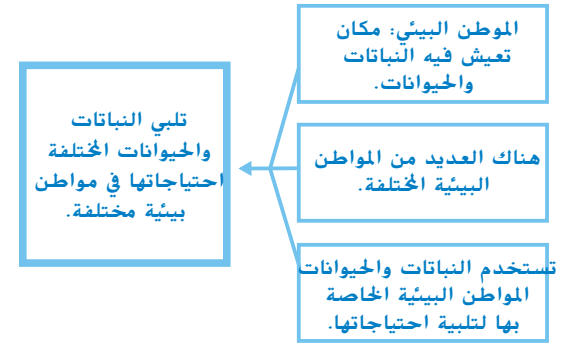 الموطن البيئي: مكان
تعيش فيه النباتات
والحيوانات.
هناك العديد من المواطن
البيئية المختلفة.
تستخدم النباتات والحيوانات
المواطن البيئية الخاصة
بها لتلبية احتياجاتها.
تلبي النباتات
والحيوانات المختلفة
احتياجاتها في مواطن
بيئية مختلفة.